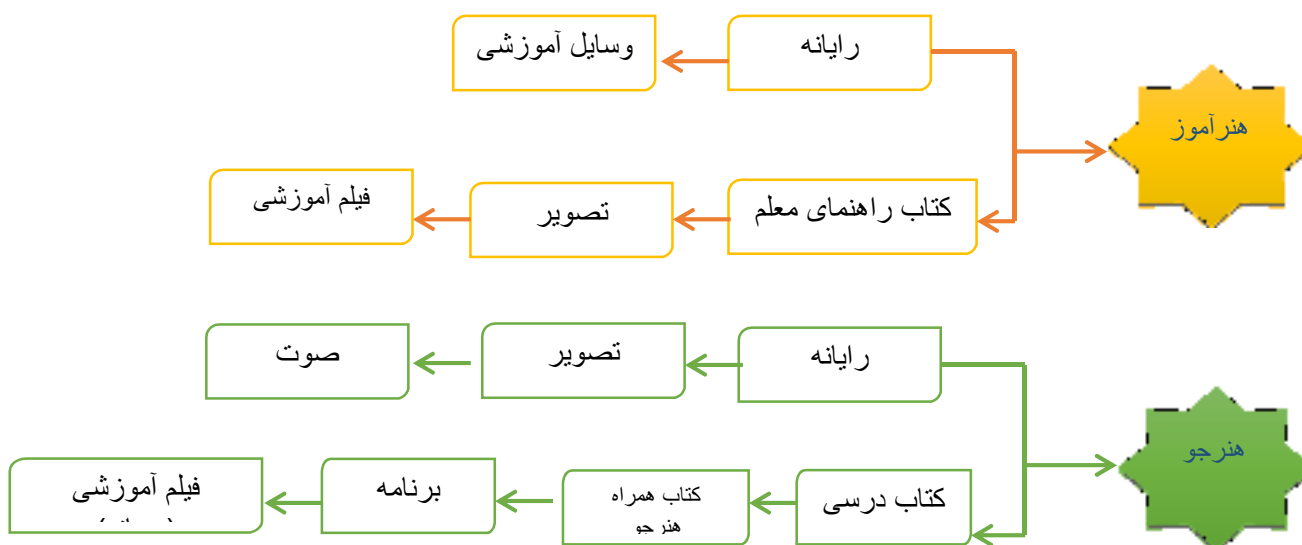 هنرآموز
رایانه
وسایل آموزشی
کتاب راهنمای معلم
تصویر
فیلم آموزشی
هنرجو
رایانه
تصویر
صوت
کتاب درسی
کتاب همراه
هنرجو
برنامه
فیلم آموزشی